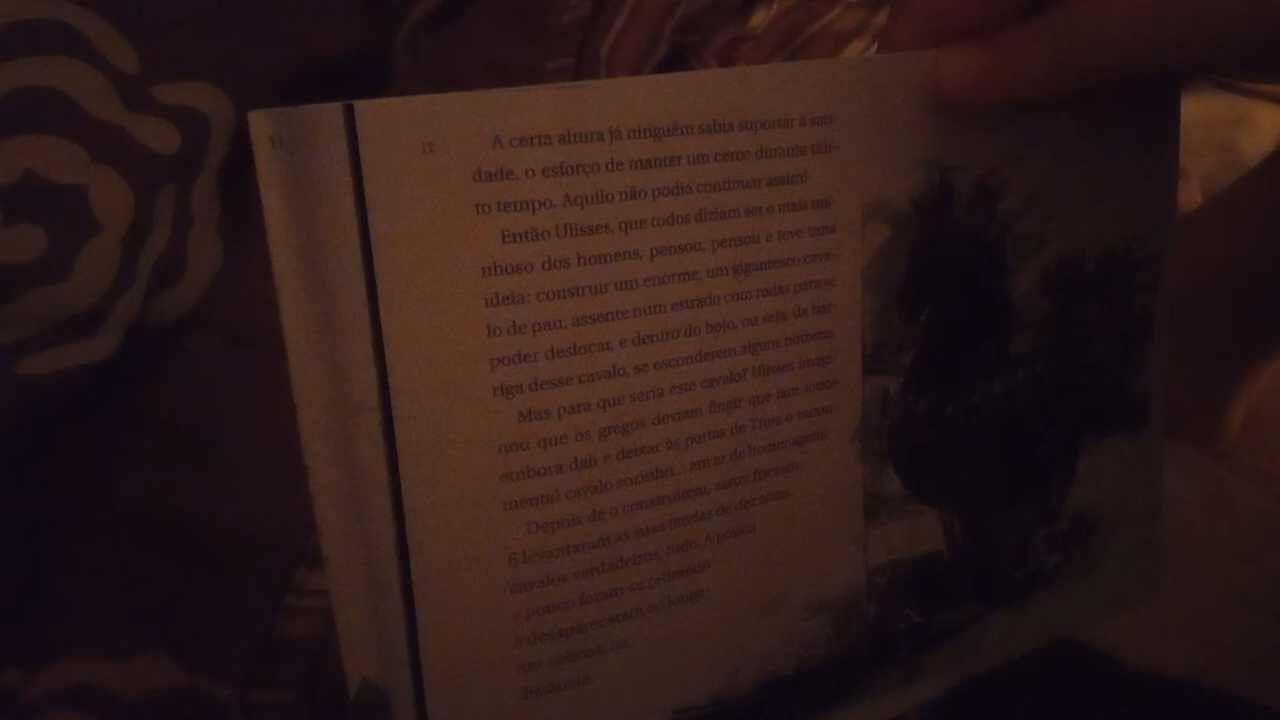 12
A certa altura já ninguém sabia suportar a sau-
dade, o esforço de manter um cerco durante tan-
to tempo. Aquilo não podia continuar assim!
Então Ulisses, que todos diziam ser o mais ma-
nhoso dos homens, pensou, pensou e teve uma
ideia: construir um enorme, um gigantesco cava-
lo de pau, assente num estrado com rodas para se
poder deslocar, e dentro do bojo, ou seja, da bar-
riga desse cavalo, se esconderem alguns homens.
Mas para que seria este cavalo? Ulisses imagi-
nou que os gregos deviam fingir que iam todos
embora dali e deixar às portas de Troia o monu-
mental cavalo sozinho... em ar de homenagem!
Depois de o construírem, assim fizeram.
E levantaram as suas tendas de dez anos,
cavalos verdadeiros, tudo. A pouco
e pouco foram-se retirando
e desapareceram ao longe